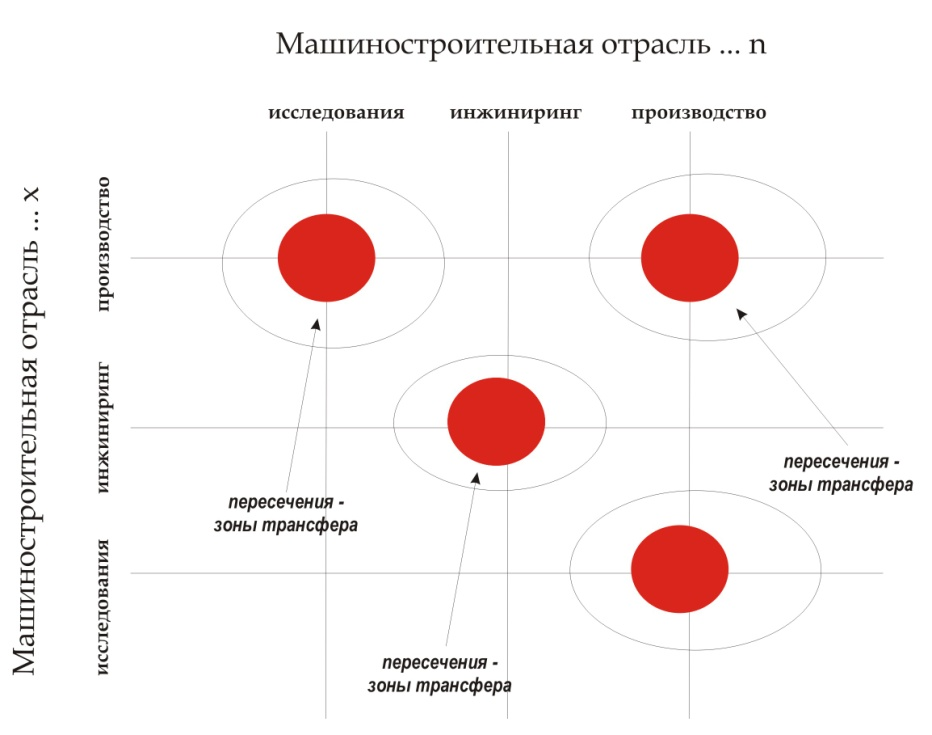 Машиностроительная отрасль ... n
исследования
инжиниринг
производство
Машиностроительная отрасль ... x
производство
инжиниринг
исследования
пересечения -
зоны трансфера
пересечения -
зоны трансфера
пересечения -
зоны трансфера